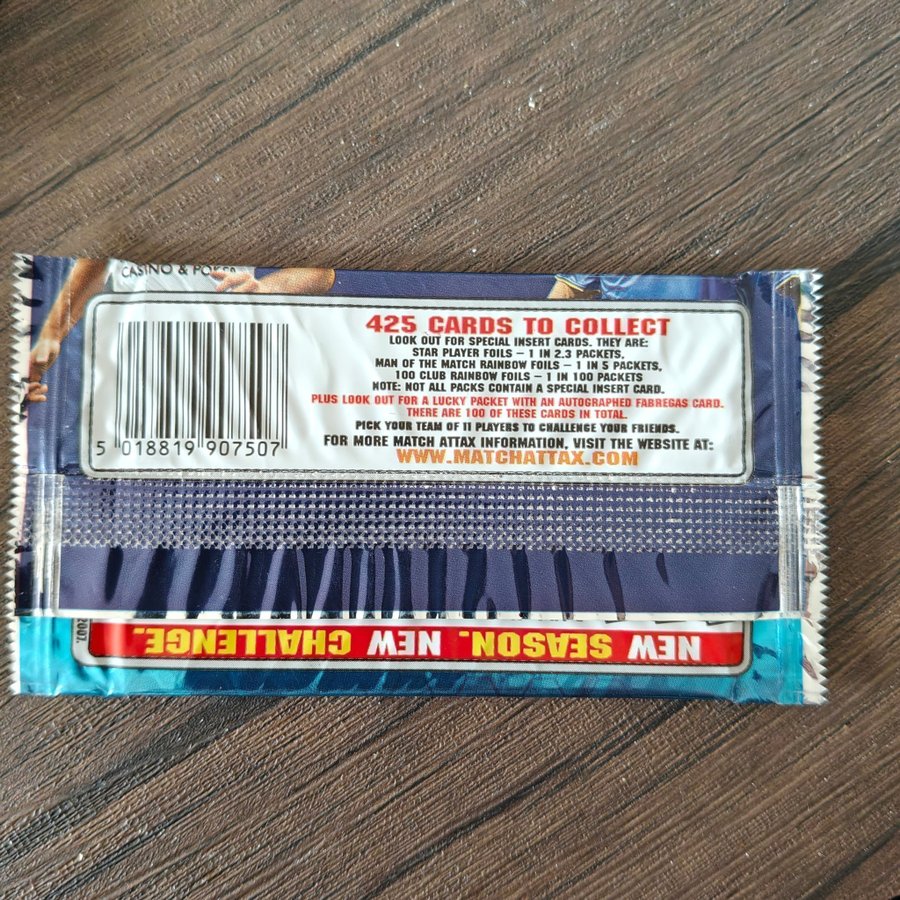 CASINO & POKER
425 CARDS TO COLLECT
LOOK OUT FOR SPECIAL INSERT CARDS. THEY ARE:
STAR PLAYER FOILS – 1 IN 2.3 PACKETS,
MAN OF THE MATCH RAINBOW FOILS – 1 IN 5 PACKETS,
100 CLUB RAINBOW FOILS – 1 IN 100 PACKETS
NOTE: NOT ALL PACKS CONTAIN A SPECIAL INSERT CARD.
PLUS LOOK OUT FOR A LUCKY PACKET WITH AN AUTOGRAPHED FABREGAS CARD.
THERE ARE 100 OF THESE CARDS IN TOTAL.
PICK YOUR TEAM OF 11 PLAYERS TO CHALLENGE YOUR FRIENDS.
FOR MORE MATCH ATTAX INFORMATION, VISIT THE WEBSITE AT:
WWW.MATCHATTAX.COM
5 018819 907507
NEW SEASON. NEW CHALLENGE.
2007.